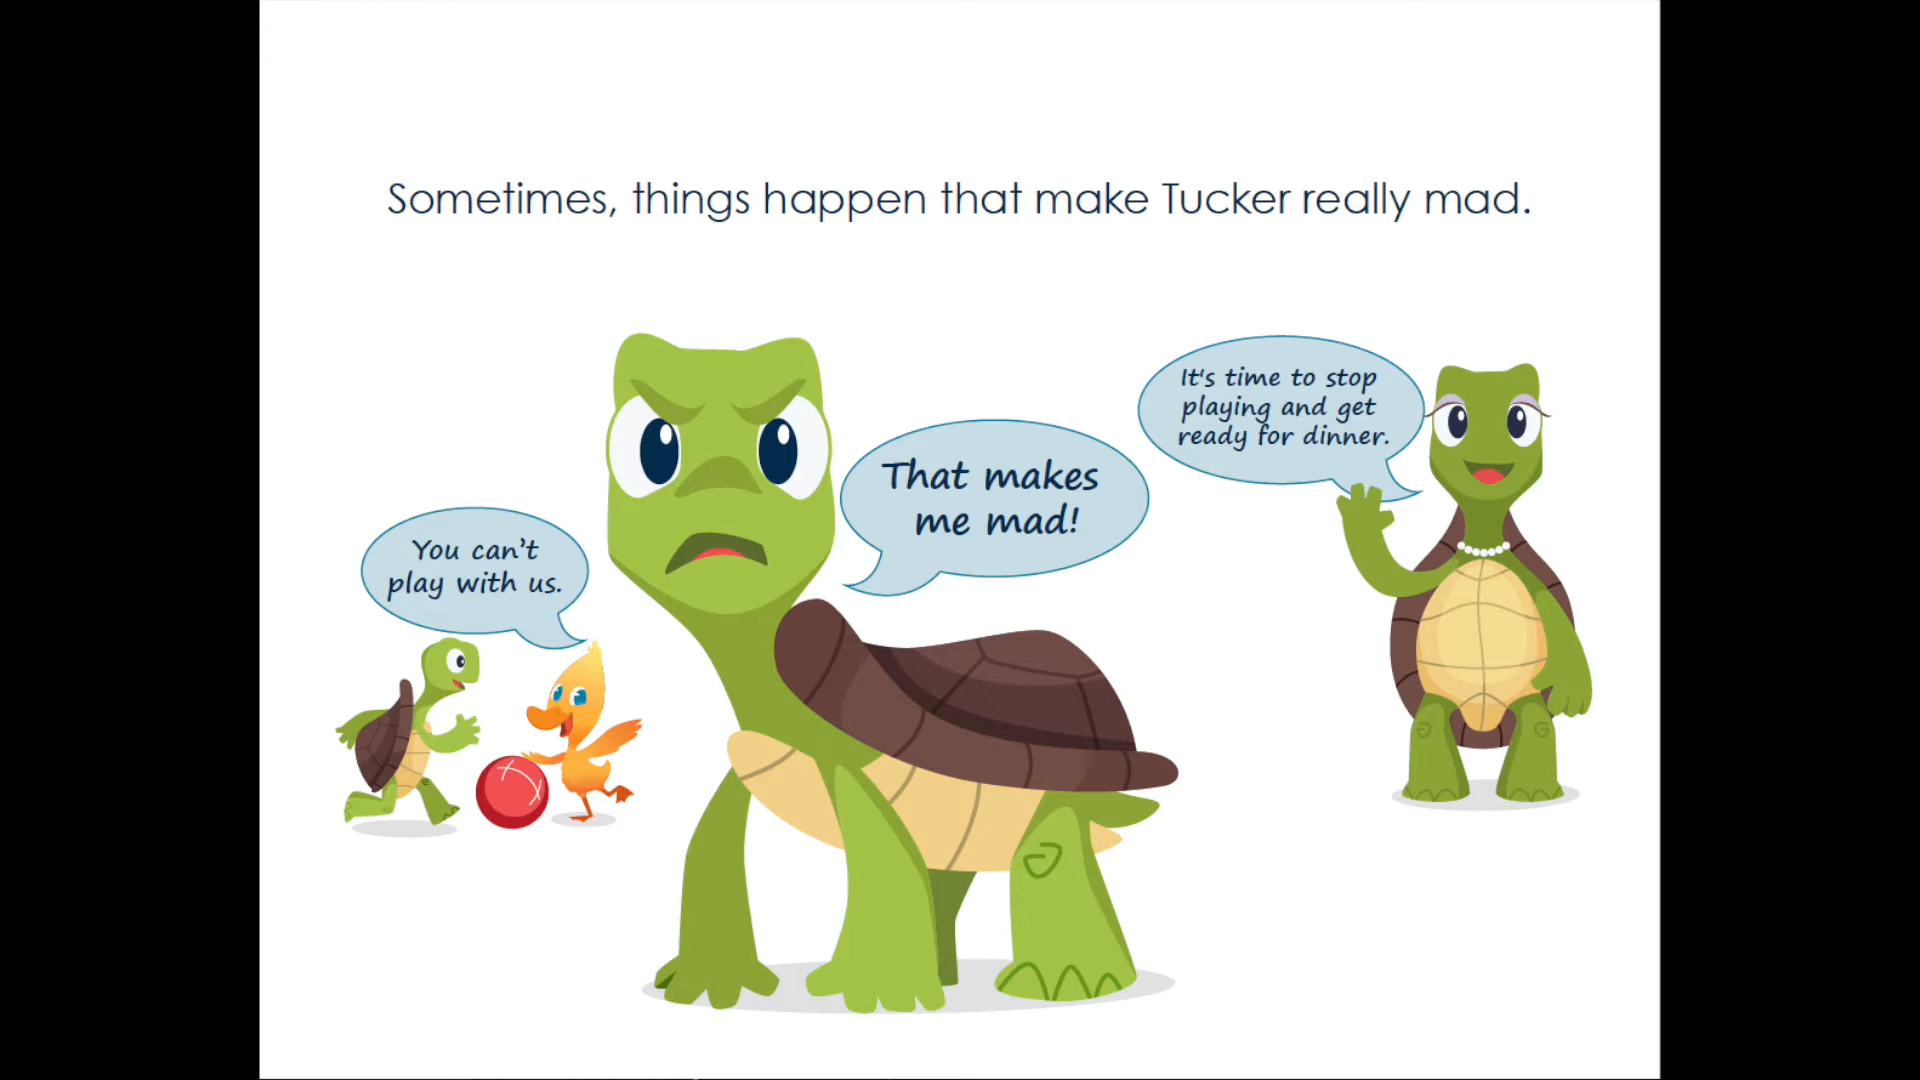 Sometimes, things happen that make Tucker really mad.
You can't
play with us.
That makes
me mad!
It's time to stop
playing and get
ready for dinner.